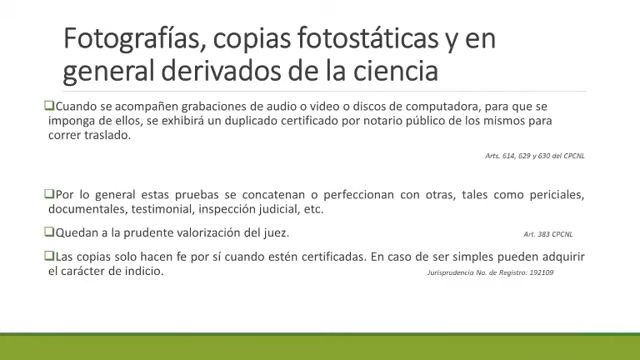 Fotografías, copias fotostáticas y en
general derivados de la ciencia
Cuando se acompañen grabaciones de audio o video o discos de computadora, para que se
imponga de ellos, se exhibirá un duplicado certificado por notario público de los mismos para
correr traslado.
Arts. 614, 629 y 630 del CPCNL
Por lo general estas pruebas se concatenan o perfeccionan con otras, tales como periciales,
documentales, testimonial, inspección judicial, etc.
Quedan a la prudente valorización del juez. Art. 383 CPCNL
Las copias solo hacen fe por sí cuando estén certificadas. En caso de ser simples pueden adquirir
el carácter de indicio. Jurisprudencia No. de Registro: 192109